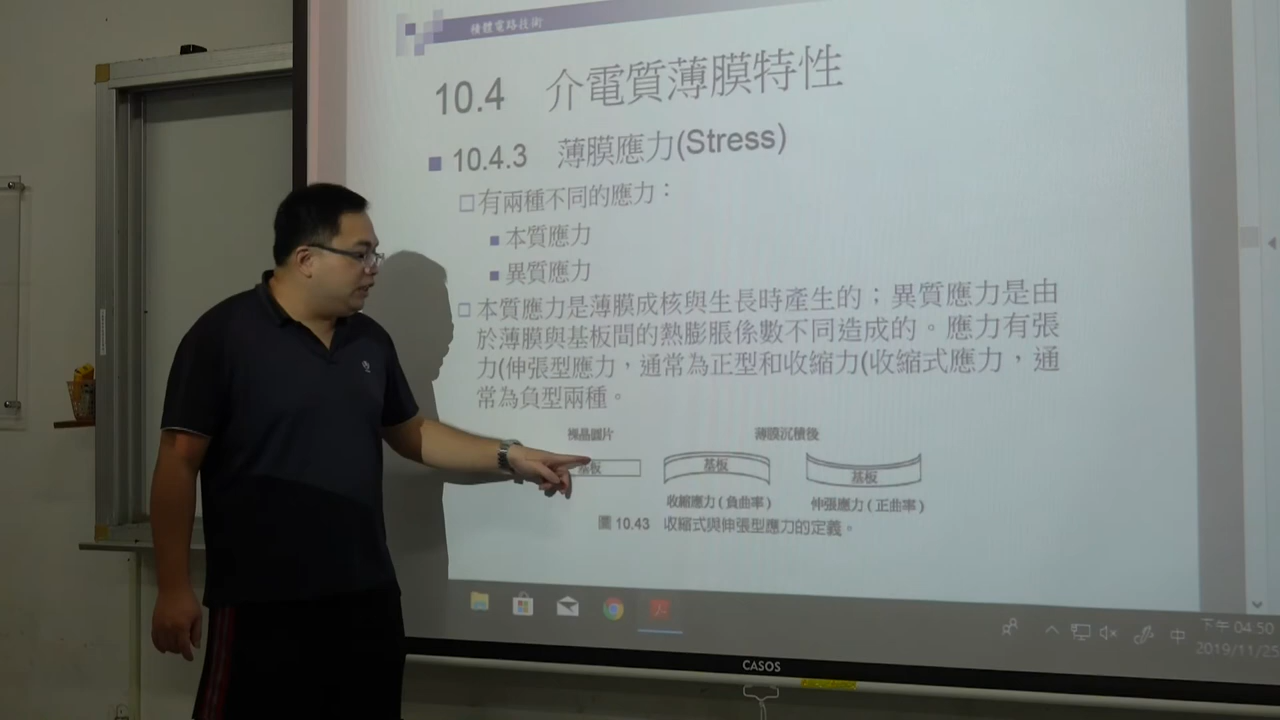 積體電路技術
10.4 介電質薄膜特性
10.4.3 薄膜應力(Stress)
有兩種不同的應力：
本質應力
異質應力
本質應力是薄膜成核與生長時產生的；異質應力是由
於薄膜與基板間的熱膨脹係數不同造成的。應力有張
力(伸張型應力，通常為正型和收縮力(收縮式應力，通
常為負型兩種。
裸晶圓片 薄膜沉積後
基板 基板 基板
收縮應力(負曲率) 伸張應力(正曲率)
圖 10.43 收縮式與伸張型應力的定義。
中 下午 04:50
2019/11/25
CASOS